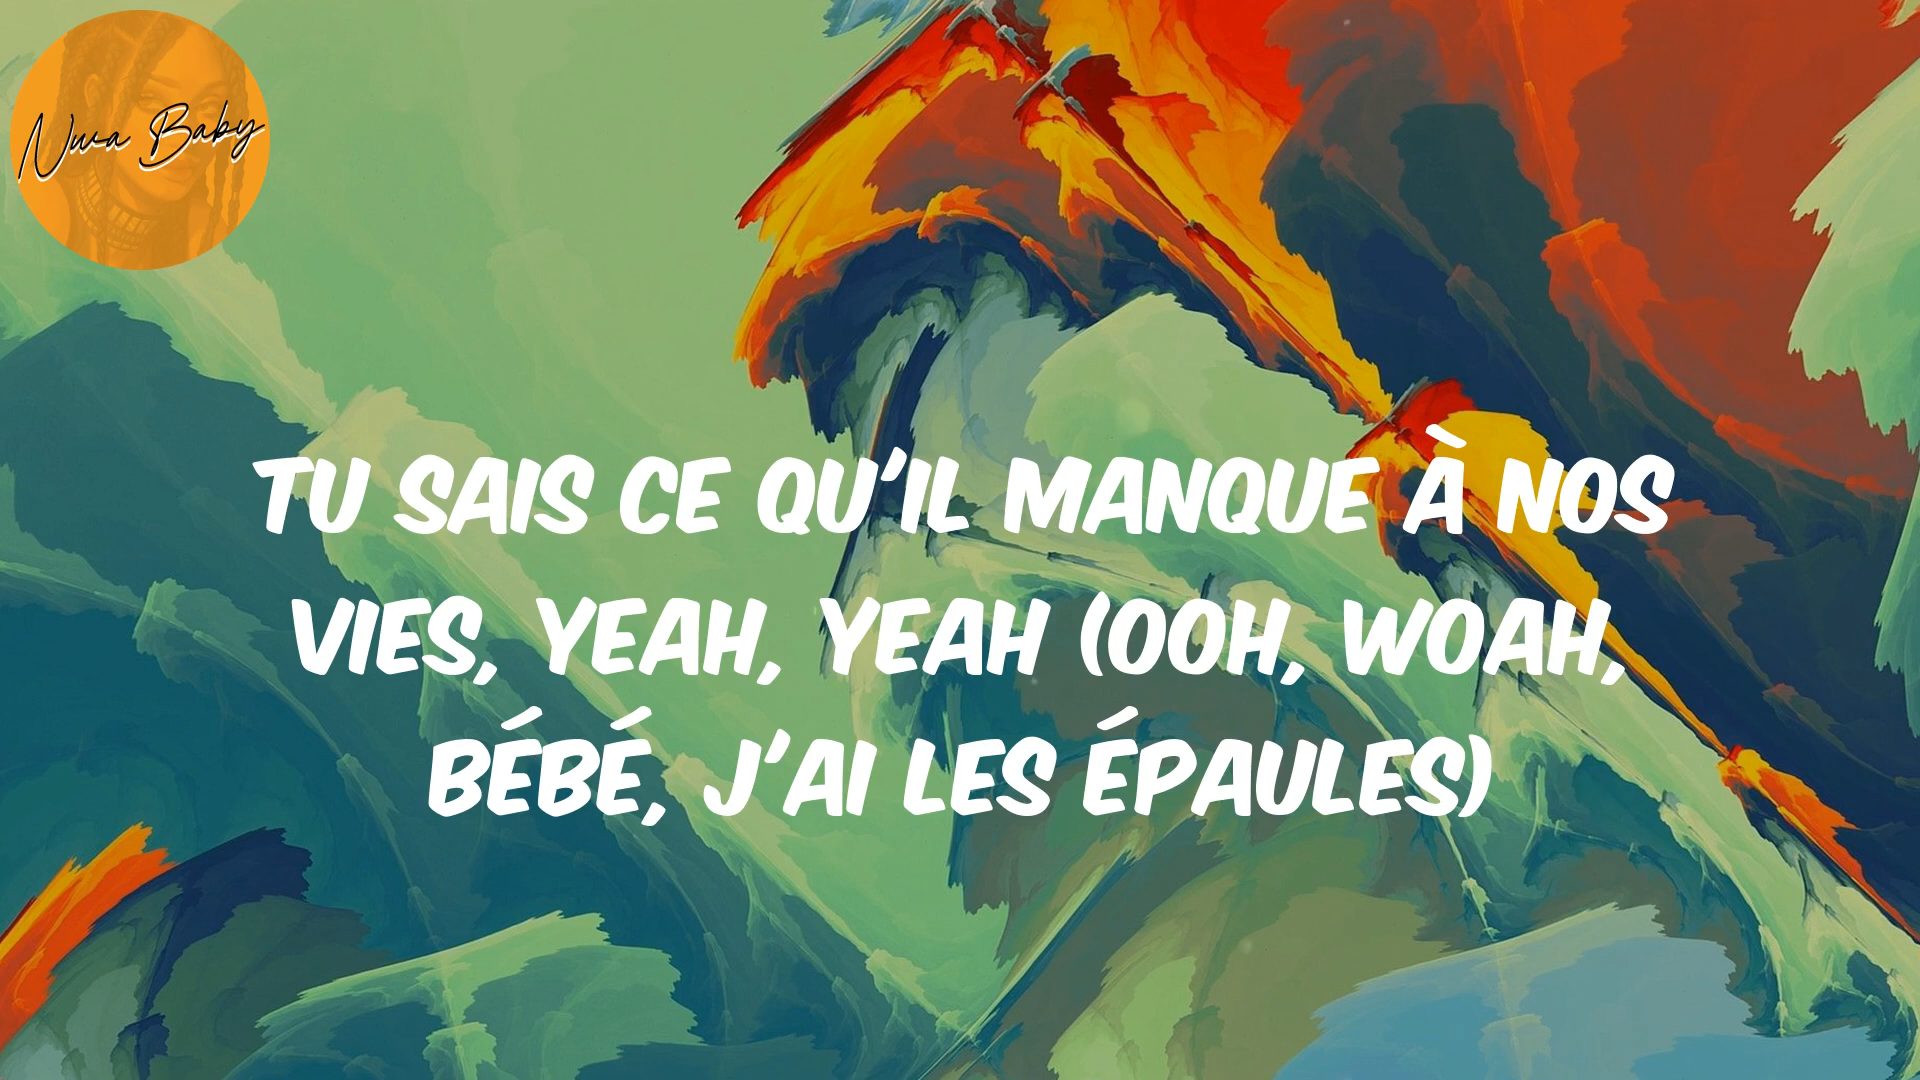 Nwa Baby
TU SAIS CE QU'IL MANQUE À NOS
VIES, YEAH, YEAH (OOH, WOAH,
BÉBÉ, J'AI LES ÉPAULES)